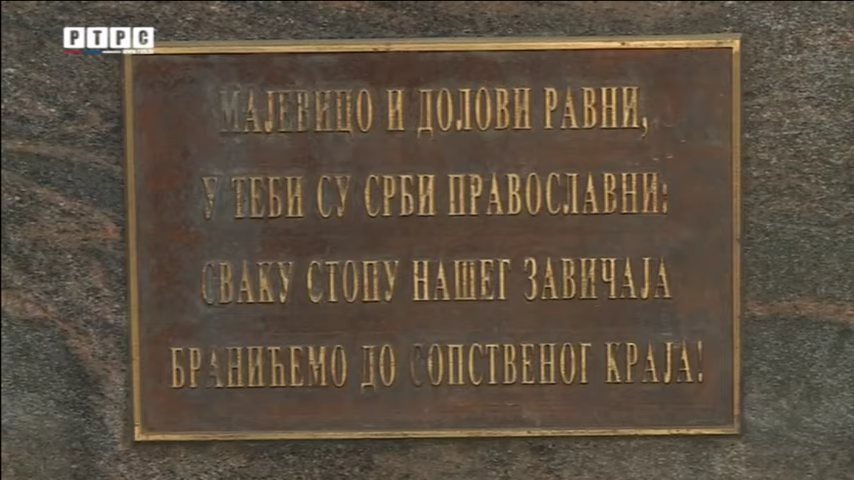 РТРС
МАЈЕВИЦО И ДОЛОВИ РАВНИ,
У ТЕБИ СУ СРБИ ПРАВОСЛАВНИ:
СВАКУ СТОПУ НАШЕГ ЗАВИЧАЈА
БРАНИЋЕМО ДО СОПСТВЕНОГ КРАЈА!